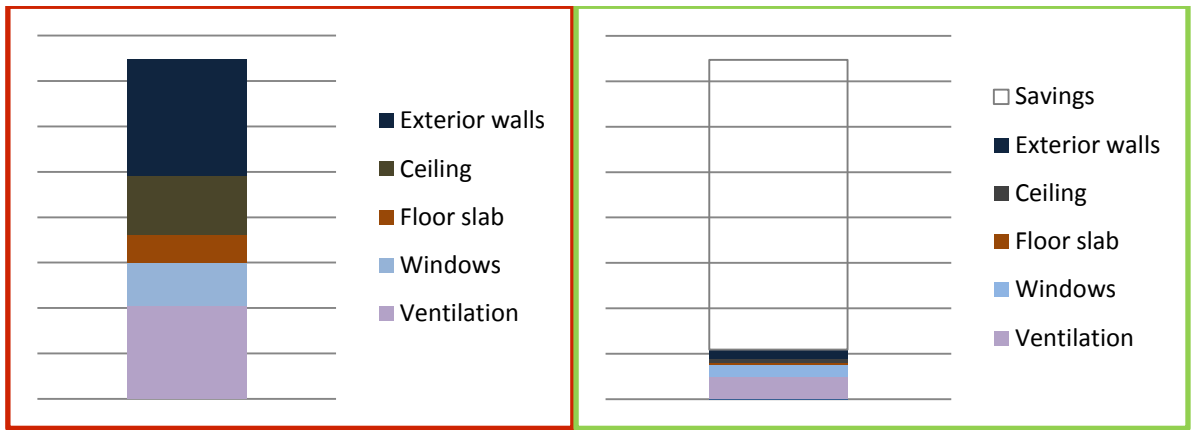 Exterior walls
Ceiling
Floor slab
Windows
Ventilation
Savings
Exterior walls
Ceiling
Floor slab
Windows
Ventilation